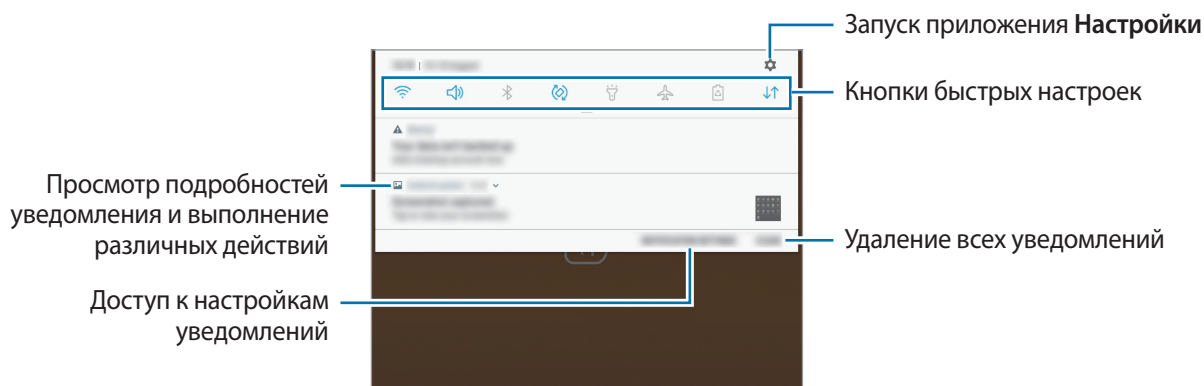 Запуск приложения Настройки
Кнопки быстрых настроек
Просмотр подробностей
уведомления и выполнение
различных действий
Удаление всех уведомлений
Доступ к настройкам
уведомлений